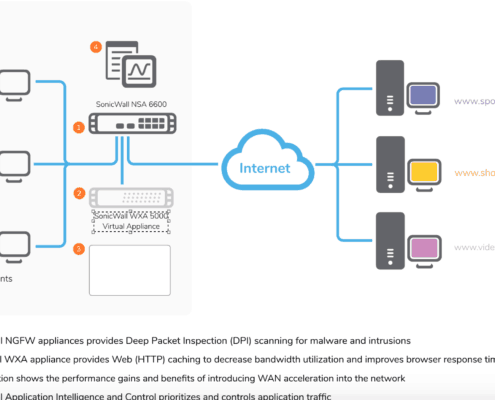 4
SonicWall NSA 6600
1
2
SonicWall WXA 5000
Virtual Appliance
3
Internet
www.spo
www.sho
www.vide
nts
l NGFW appliances provides Deep Packet Inspection (DPI) scanning for malware and intrusions
l WXA appliance provides Web (HTTP) caching to decrease bandwidth utilization and improves browser response tim
tion shows the performance gains and benefits of introducing WAN acceleration into the network
l Application Intelligence and Control prioritizes and controls application traffic